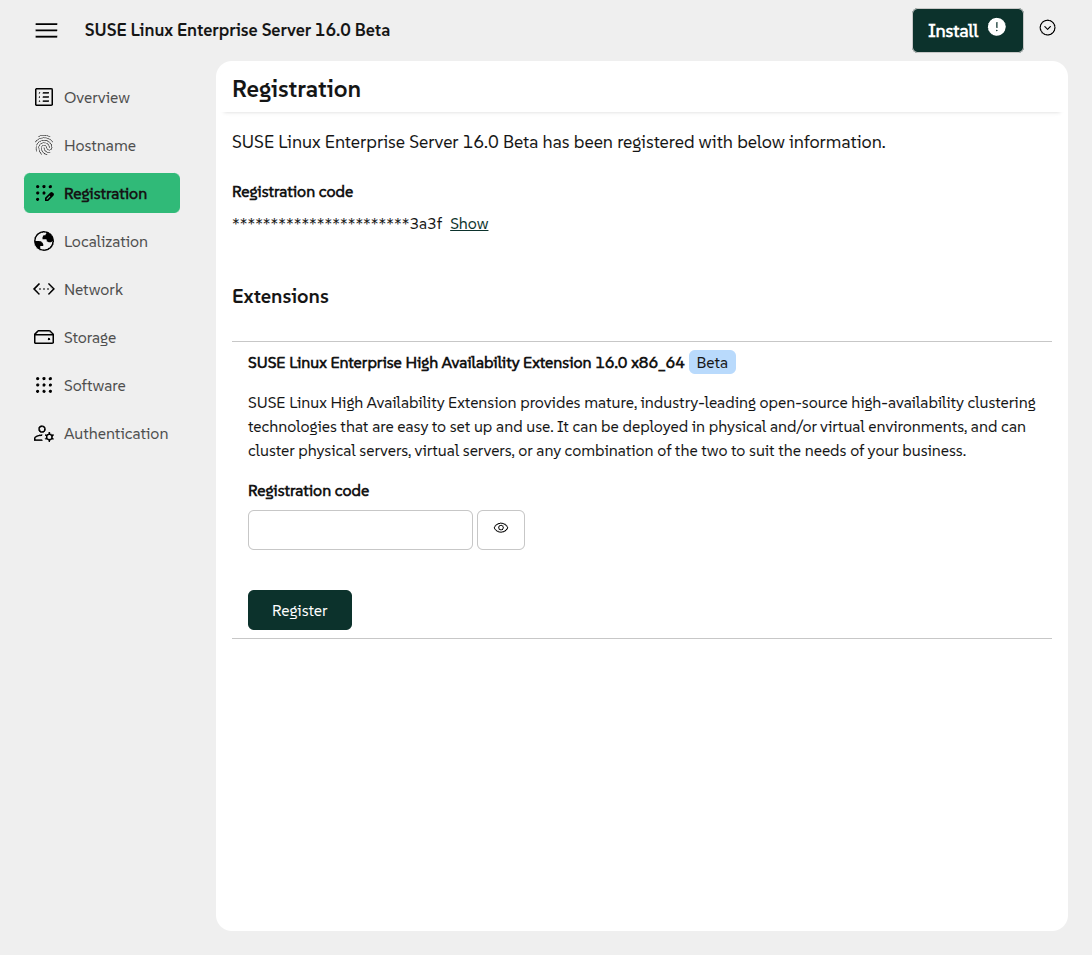 SUSE Linux Enterprise Server 16.0 Beta
Install
Overview
Hostname
Registration
Localization
Network
Storage
Software
Authentication
Registration
SUSE Linux Enterprise Server 16.0 Beta has been registered with below information.
Registration code
***********************3a3f Show
Extensions
SUSE Linux Enterprise High Availability Extension 16.0 x86_64 Beta
SUSE Linux High Availability Extension provides mature, industry-leading open-source high-availability clustering
technologies that are easy to set up and use. It can be deployed in physical and/or virtual environments, and can
cluster physical servers, virtual servers, or any combination of the two to suit the needs of your business.
Registration code
Register